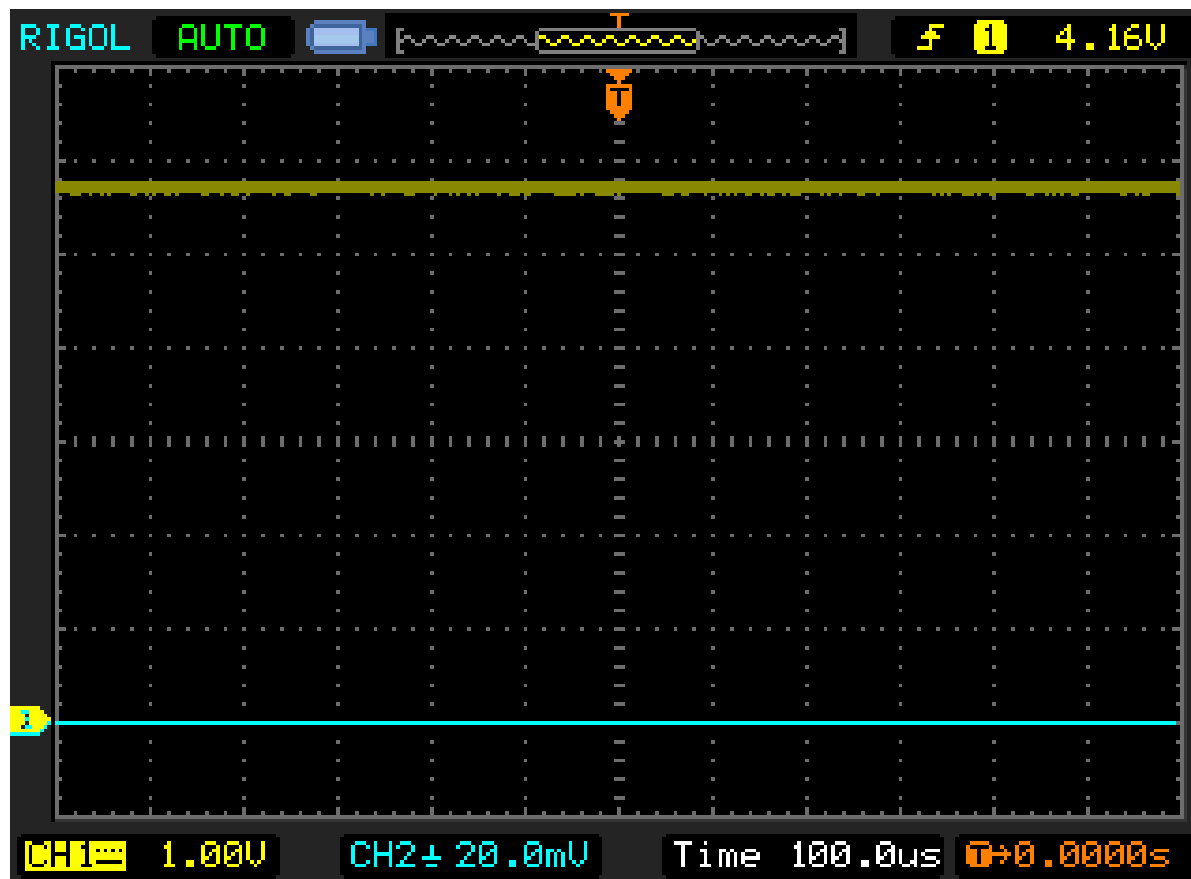 RIGOL AUTO T 1 4.16V
T
1
CH1 1.00V CH2 20.0mV Time 100.0us T→0.0000s